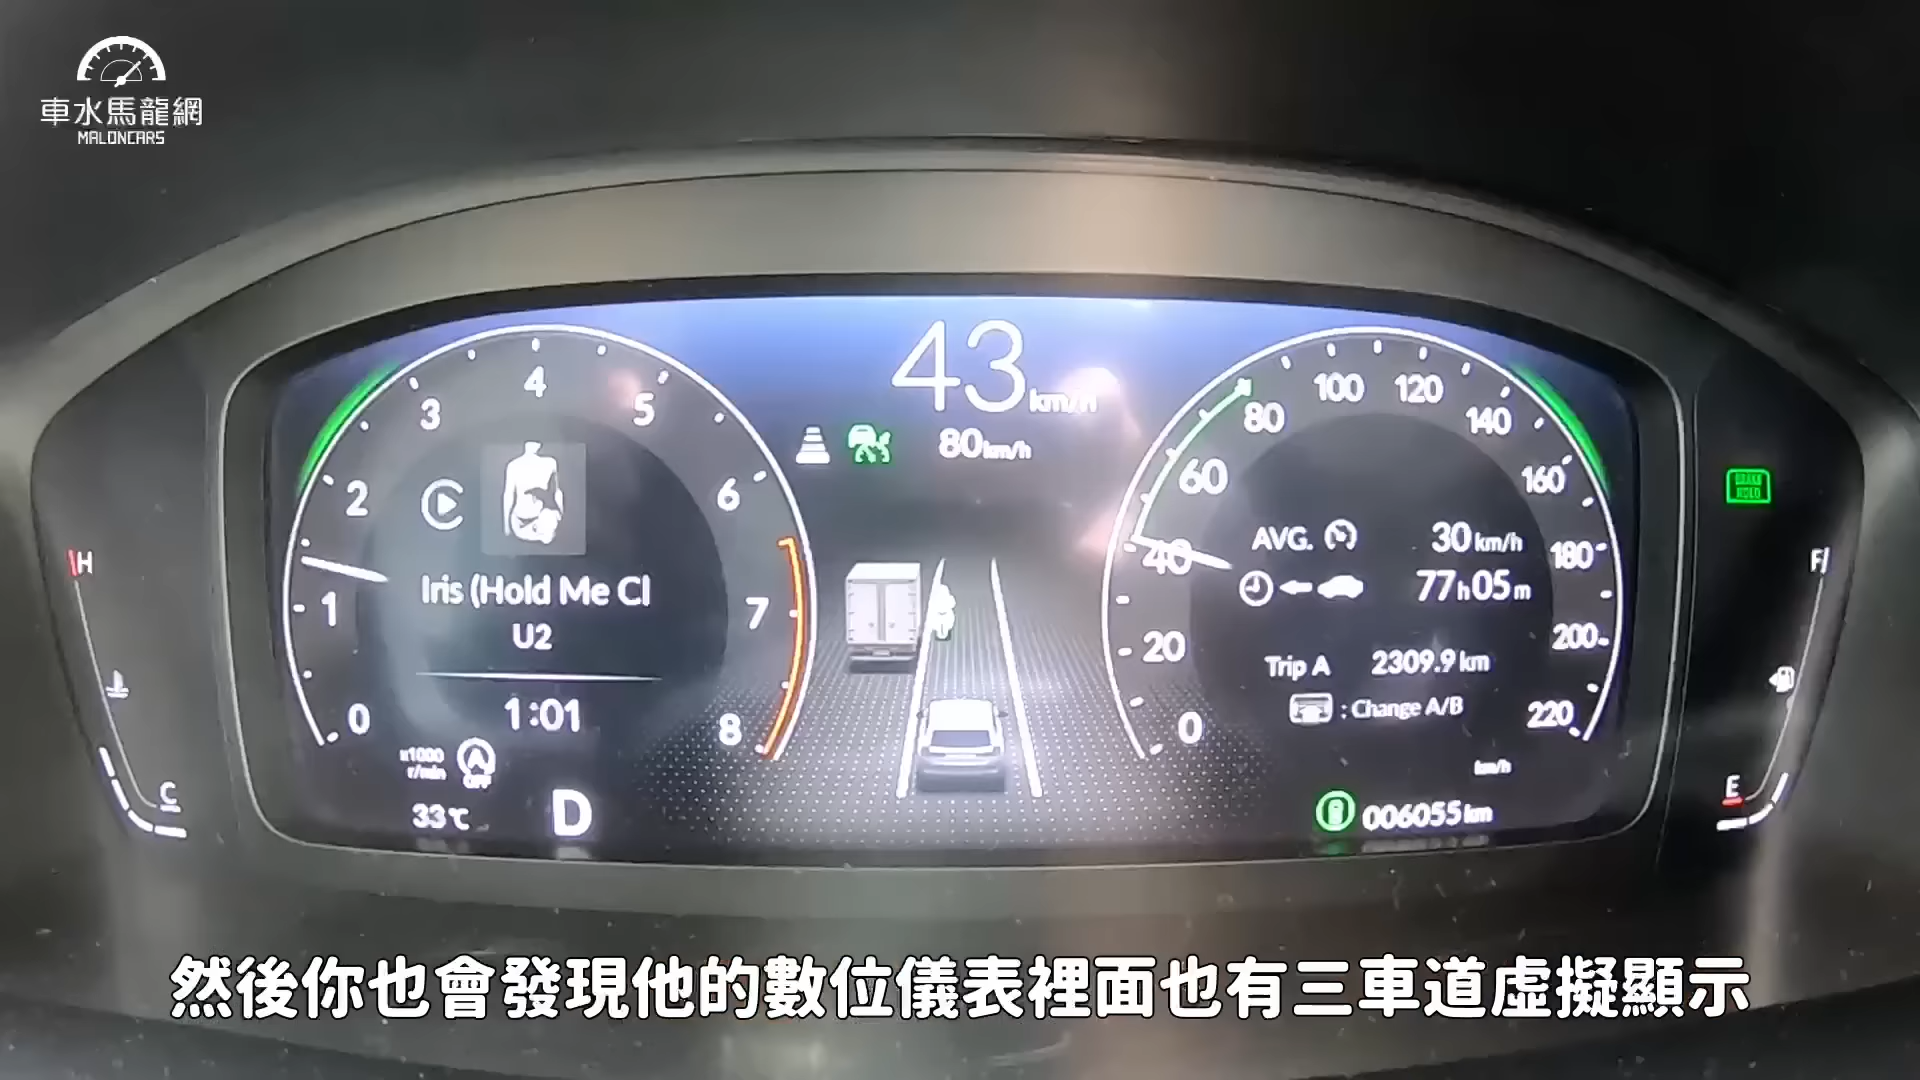 車水馬龍網
MALONCARS
43 km/h
80 km/h
0
1
2
3
4
5
6
7
8
Iris (Hold Me Cl
U2
1:01
x1000
r/min
OFF
33℃
D
0
20
40
60
80
100
120
140
160
180
200
220
AVG. 30 km/h
77h05m
Trip A 2309.9 km
: Change A/B
km/h
006055 km
H
C
BRAKE
HOLD
F
E
然後你也會發現他的數位儀表裡面也有三車道虛擬顯示